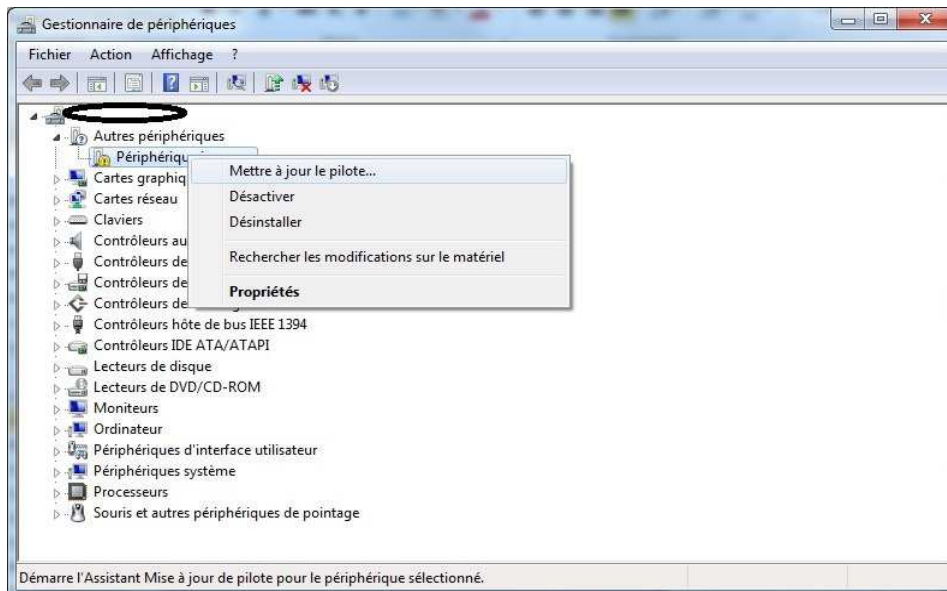 Gestionnaire de périphériques
Fichier Action Affichage ?
Autres périphériques
Mettre à jour le pilote...
Cartes
Désactiver
Cartes réseau
Désinstaller
Claviers
Contrôleurs
Rechercher les modifications sur le matériel
Contrôleurs de
Contrôleurs de
Propriétés
Contrôleurs de
Contrôleurs hôte de bus IEEE 1394
Contrôleurs IDE ATA/ATAPI
Lecteurs de disque
Lecteurs de DVD/CD-ROM
Moniteurs
Ordinateur
Périphériques d'interface utilisateur
Périphériques système
Processeurs
Souris et autres périphériques de pointage
Démarre l'Assistant Mise à jour de pilote pour le périphérique sélectionné.